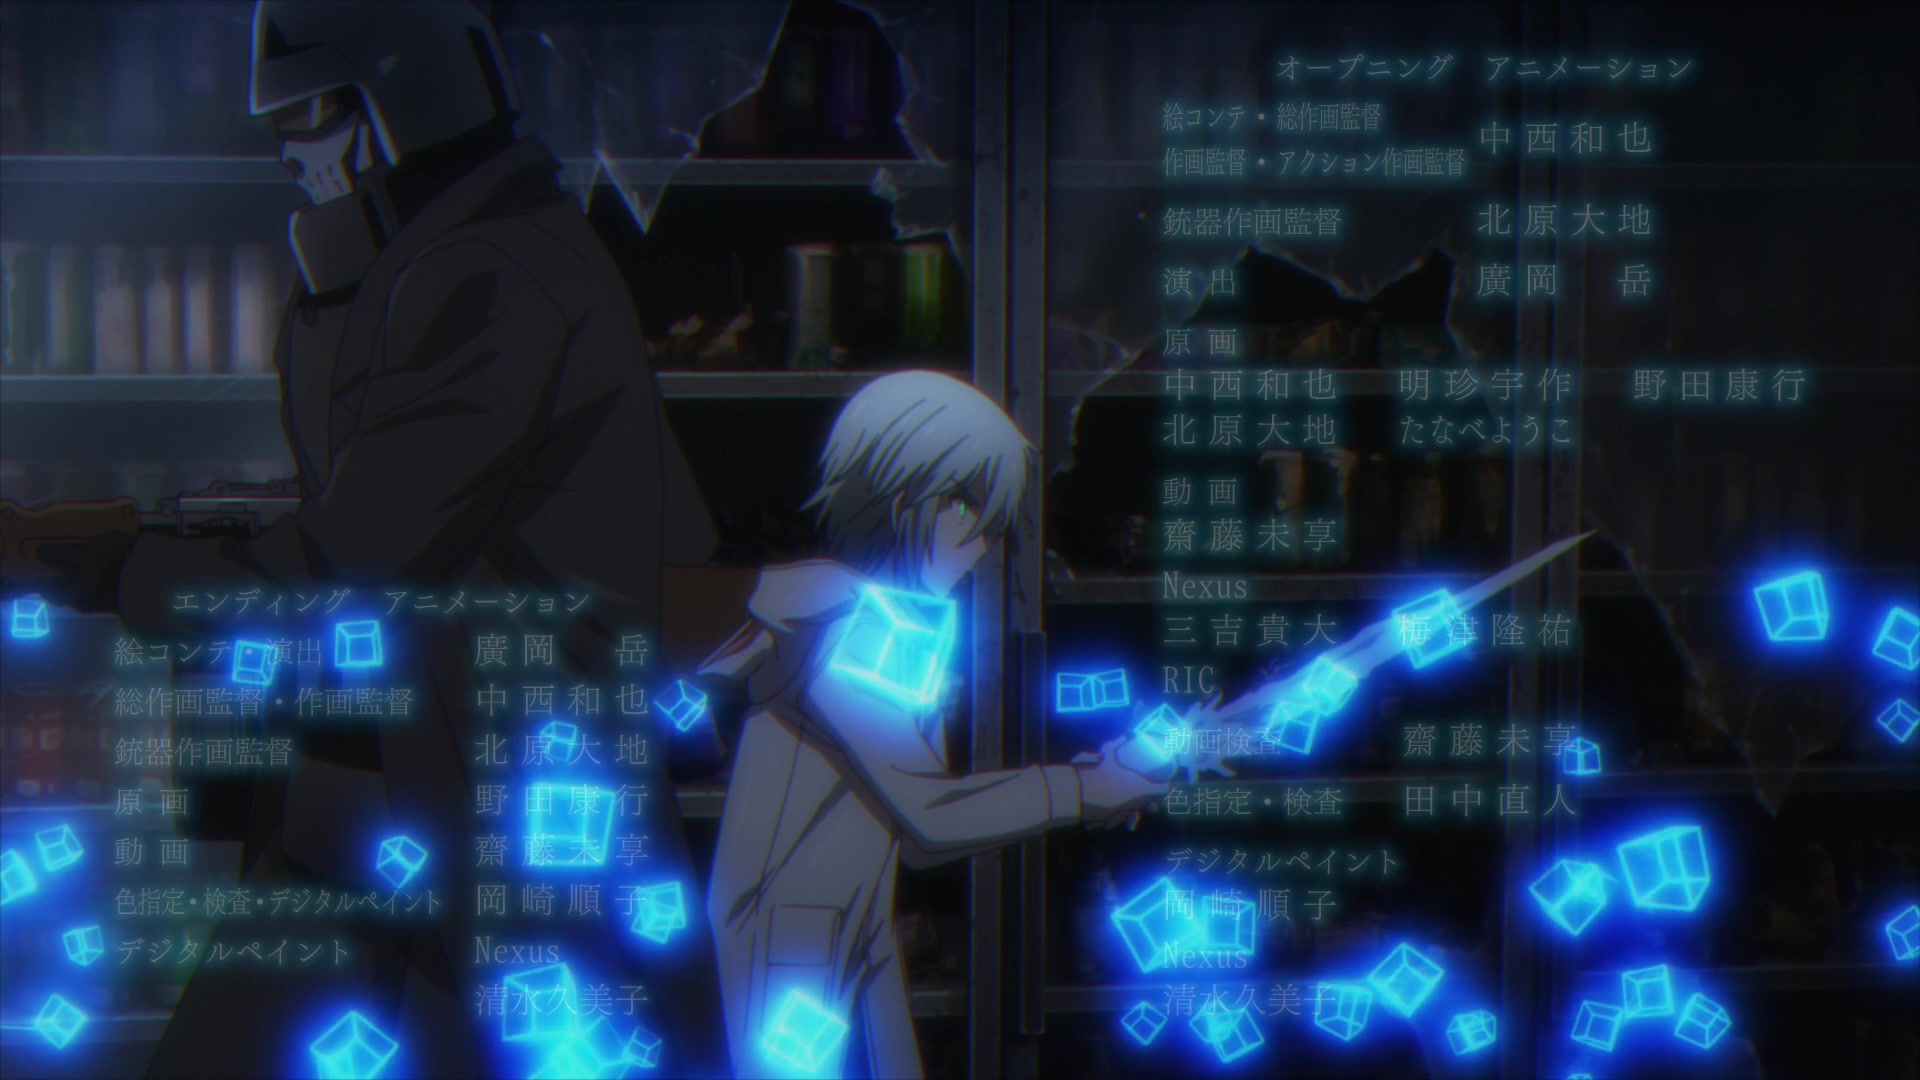 オープニング　アニメーション
絵コンテ・総作画監督
作画監督・アクション作画監督　中西和也
銃器作画監督　北原大地
演出　廣岡　岳
原画
中西和也　明珍宇作　野田康行
北原大地　たなべようこ
動画
齋藤未享
Nexus
三吉貴大　梅津隆祐
RIC
動画検査　齋藤未享
色指定・検査　田中直人
デジタルペイント
岡崎順子
Nexus
清水久美子
エンディング　アニメーション
絵コンテ・演出　廣岡　岳
総作画監督・作画監督　中西和也
銃器作画監督　北原大地
原画　野田康行
動画　齋藤未享
色指定・検査・デジタルペイント　岡崎順子
デジタルペイント　Nexus
清水久美子